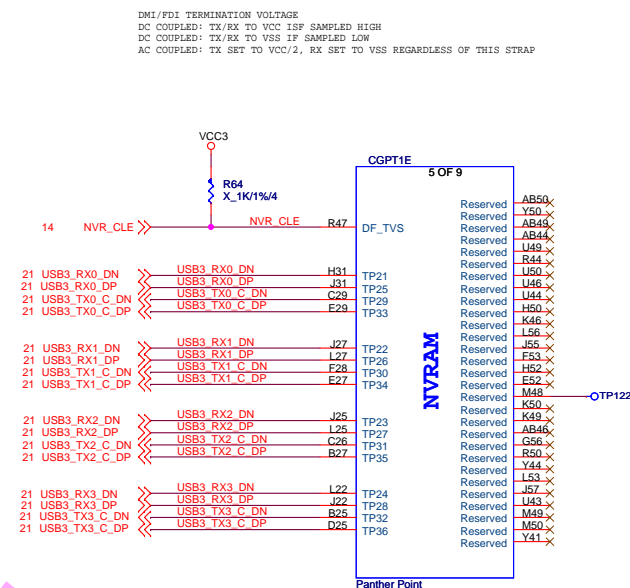 DMI/FDI TERMINATION VOLTAGE
DC COUPLED: TX/RX TO VCC ISF SAMPLED HIGH
DC COUPLED: TX/RX TO VSS IF SAMPLED LOW
AC COUPLED: TX SET TO VCC/2, RX SET TO VSS REGARDLESS OF THIS STRAP
VCC3
CGPT1E
5 OF 9
R64
X_1K/1%/4
14 NVR_CLE NVR_CLE R47 DF_TVS
21 USB3_RX0_DN USB3_RX0_DN H31 TP21
21 USB3_RX0_DP USB3_RX0_DP J31 TP25
21 USB3_TX0_C_DN USB3_TX0_C_DN C29 TP29
21 USB3_TX0_C_DP USB3_TX0_C_DP E29 TP33
21 USB3_RX1_DN USB3_RX1_DN J27 TP22
21 USB3_RX1_DP USB3_RX1_DP L27 TP26
21 USB3_TX1_C_DN USB3_TX1_C_DN F28 TP30
21 USB3_TX1_C_DP USB3_TX1_C_DP E27 TP34
21 USB3_RX2_DN USB3_RX2_DN J25 TP23
21 USB3_RX2_DP USB3_RX2_DP L25 TP27
21 USB3_TX2_C_DN USB3_TX2_C_DN C26 TP31
21 USB3_TX2_C_DP USB3_TX2_C_DP B27 TP35
21 USB3_RX3_DN USB3_RX3_DN L22 TP24
21 USB3_RX3_DP USB3_RX3_DP J22 TP28
21 USB3_TX3_C_DN USB3_TX3_C_DN B25 TP32
21 USB3_TX3_C_DP USB3_TX3_C_DP D25 TP36
NVRAM
Reserved AB50
Reserved Y50
Reserved AB49
Reserved AB44
Reserved U49
Reserved R44
Reserved U50
Reserved U46
Reserved U44
Reserved H50
Reserved K46
Reserved L56
Reserved J55
Reserved F53
Reserved H52
Reserved E52
Reserved M48 TP122
Reserved K50
Reserved K49
Reserved AB46
Reserved G56
Reserved R50
Reserved Y44
Reserved L53
Reserved J57
Reserved U43
Reserved M49
Reserved M50
Reserved Y41
Panther Point